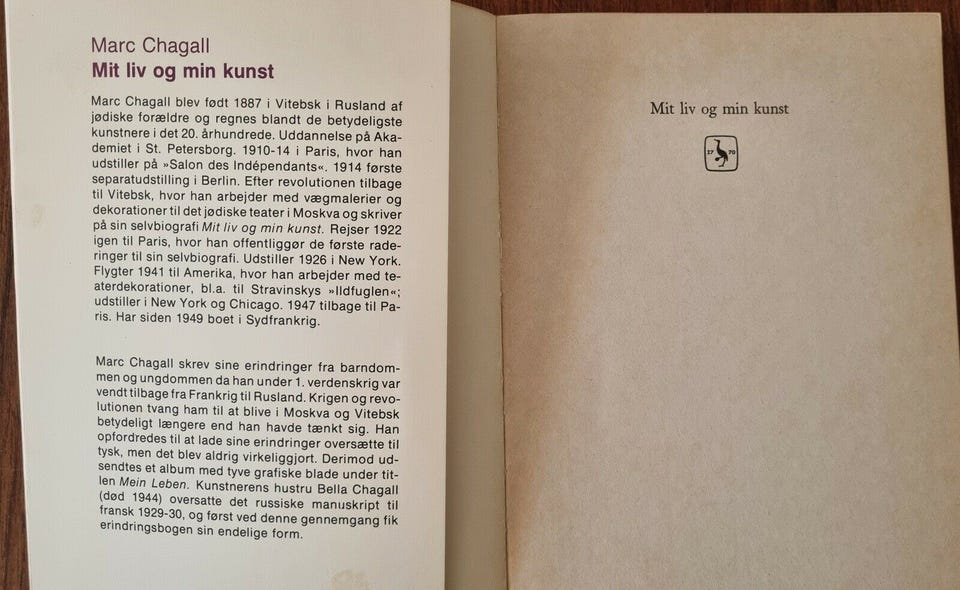 Marc Chagall
Mit liv og min kunst
Marc Chagall blev født 1887 i Vitebsk i Rusland af
jødiske forældre og regnes blandt de betydeligste
kunstnere i det 20. århundrede. Uddannelse på Aka-
demiet i St. Petersborg. 1910-14 i Paris, hvor han
udstiller på »Salon des Indépendants«. 1914 første
separatudstilling i Berlin. Efter revolutionen tilbage
til Vitebsk, hvor han arbejder med vægmalerier og
dekorationer til det jødiske teater i Moskva og skriver
på sin selvbiografi Mit liv og min kunst. Rejser 1922
igen til Paris, hvor han offentliggør de første rade-
ringer til sin selvbiografi. Udstiller 1926 i New York.
Flygter 1941 til Amerika, hvor han arbejder med te-
aterdekorationer, bl.a. til Stravinskys »Ildfuglen«;
udstiller i New York og Chicago. 1947 tilbage til Pa-
ris. Har siden 1949 boet i Sydfrankrig.
Marc Chagall skrev sine erindringer fra barndom-
men og ungdommen da han under 1. verdenskrig var
vendt tilbage fra Frankrig til Rusland. Krigen og revo-
lutionen tvang ham til at blive i Moskva og Vitebsk
betydeligt længere end han havde tænkt sig. Han
opfordredes til at lade sine erindringer oversætte til
tysk, men det blev aldrig virkeliggjort. Derimod ud-
sendtes et album med tyve grafiske blade under tit-
len Mein Leben. Kunstnerens hustru Bella Chagall
(død 1944) oversatte det russiske manuskript til
fransk 1929-30, og først ved denne gennemgang fik
erindringsbogen sin endelige form.
Mit liv og min kunst
17 70